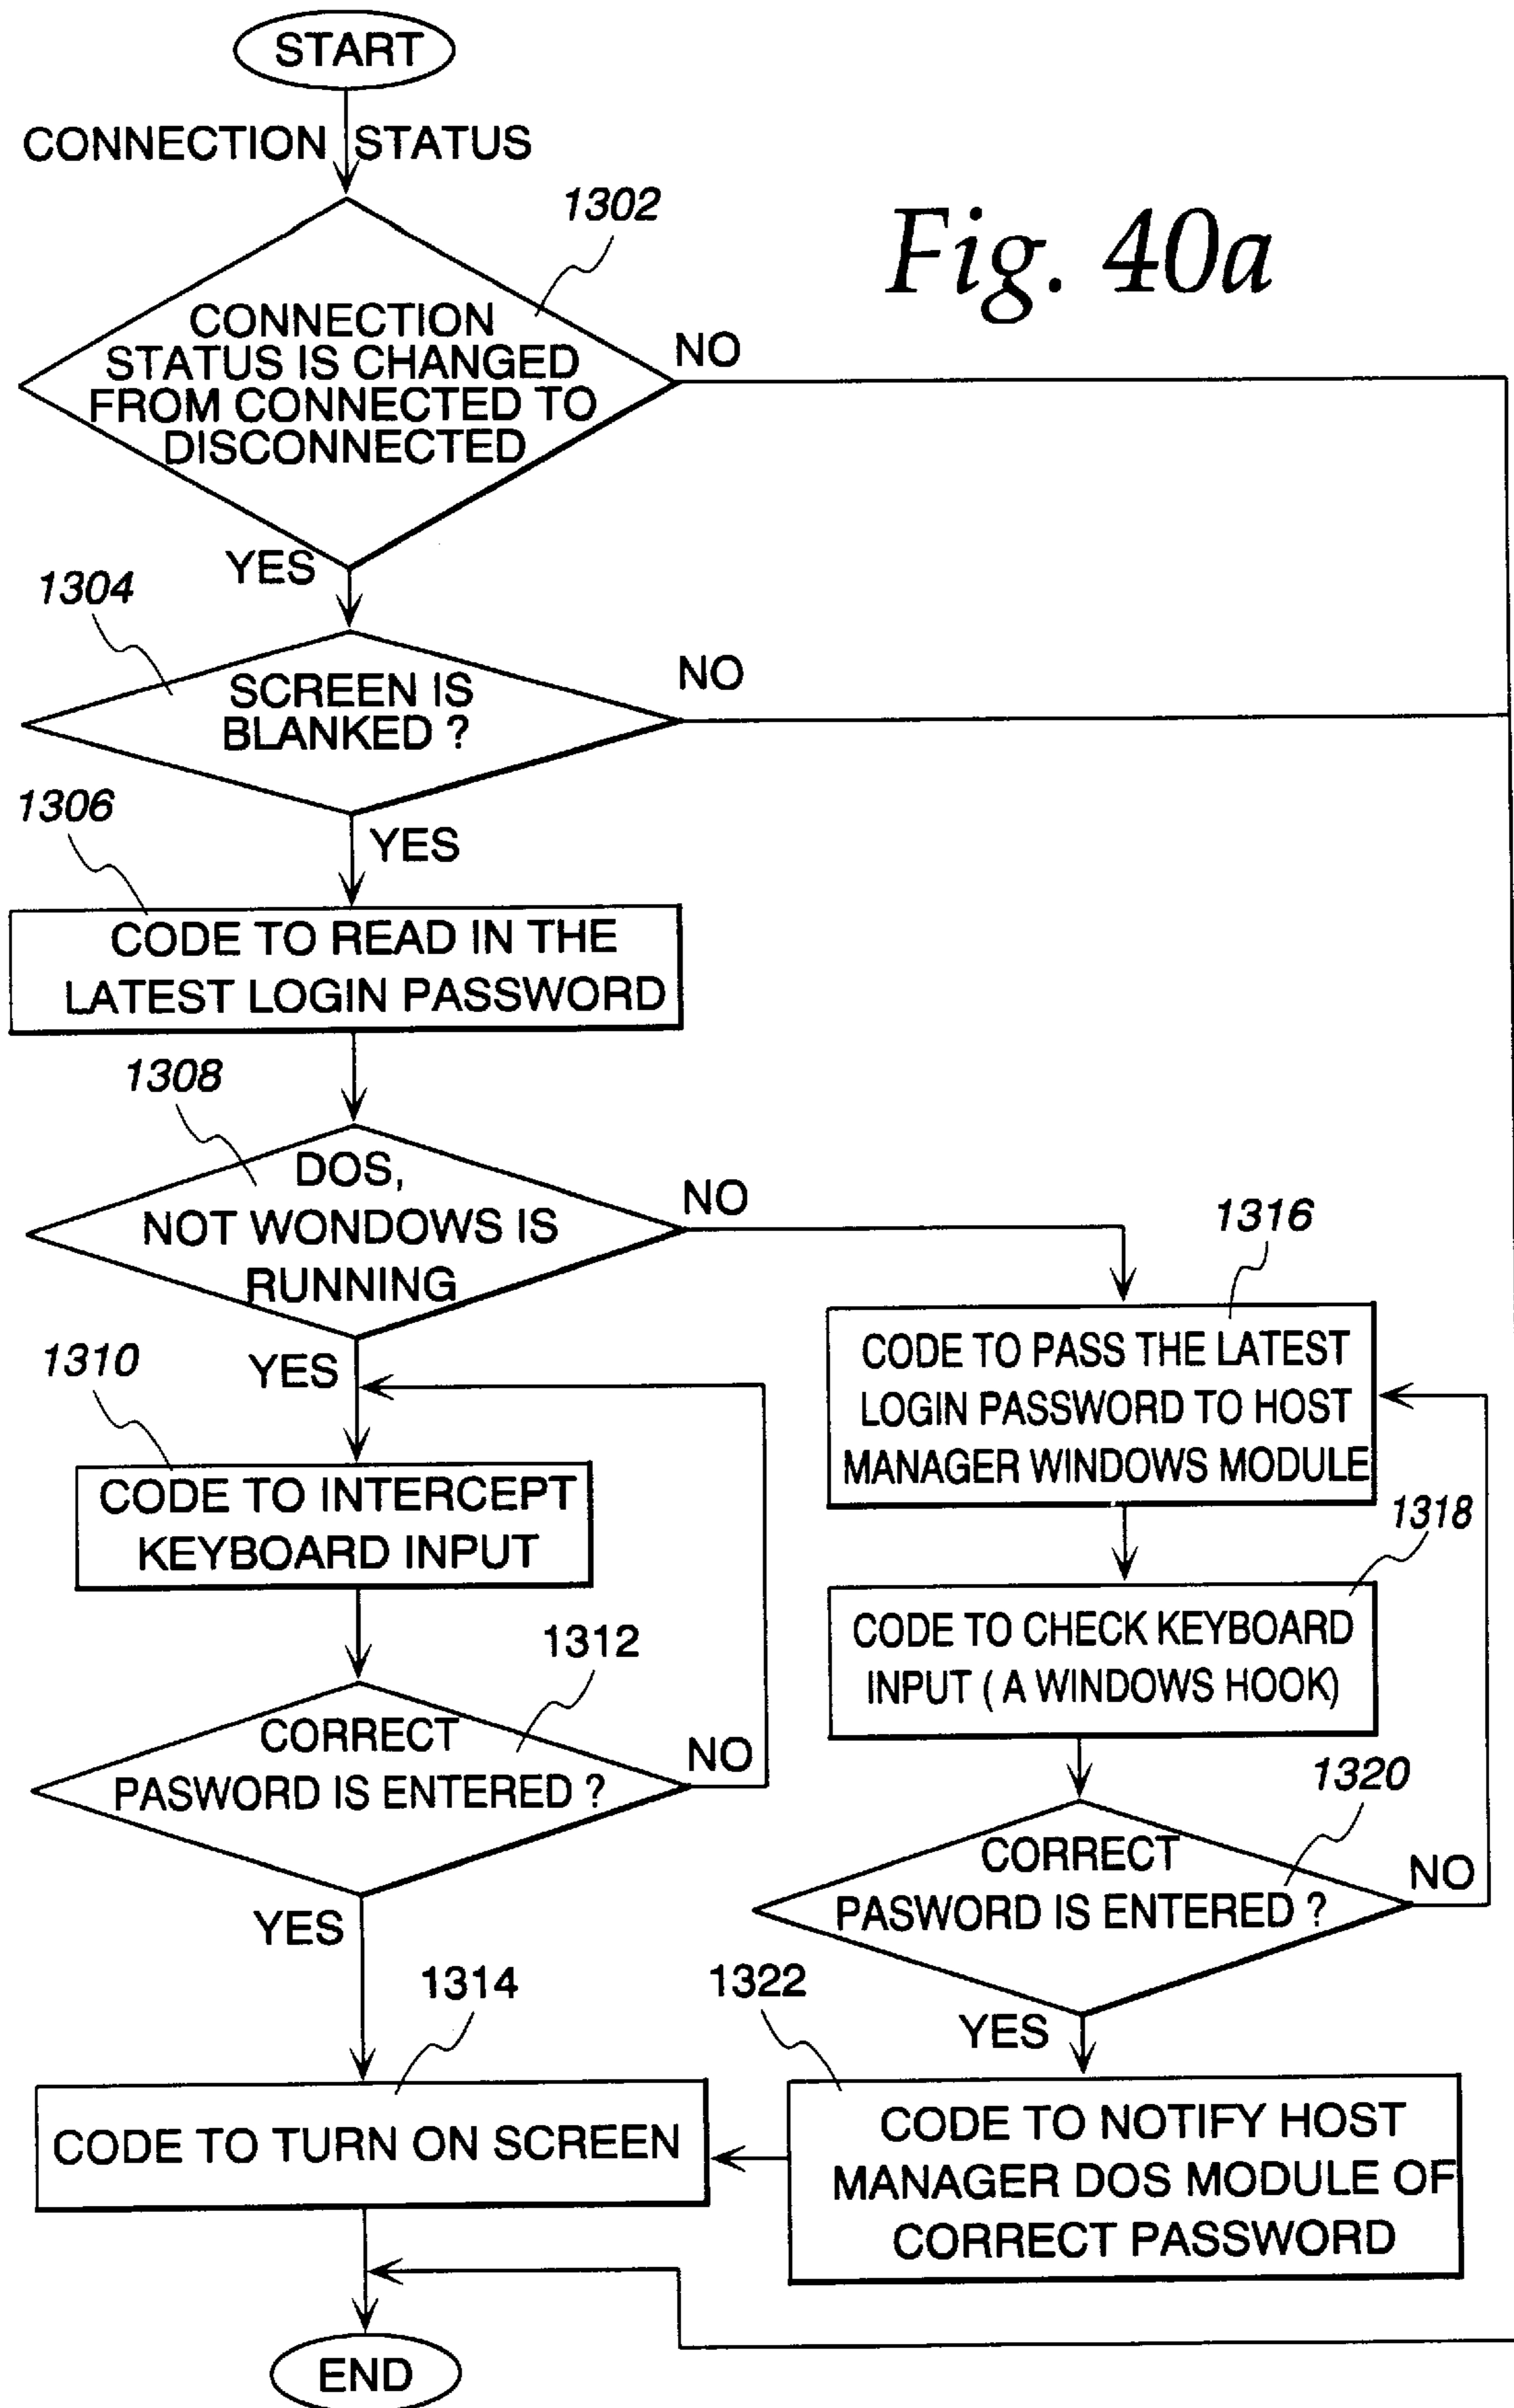 START
CONNECTION STATUS
1302
Fig. 40a
CONNECTION
STATUS IS CHANGED
FROM CONNECTED TO
DISCONNECTED
NO
YES
1304
SCREEN IS
BLANKED ?
NO
1306
YES
CODE TO READ IN THE
LATEST LOGIN PASSWORD
1308
DOS,
NOT WONDOWS IS
RUNNING
NO
1316
CODE TO PASS THE LATEST
LOGIN PASSWORD TO HOST
MANAGER WINDOWS MODULE
1310
YES
CODE TO INTERCEPT
KEYBOARD INPUT
1318
CODE TO CHECK KEYBOARD
INPUT ( A WINDOWS HOOK)
1312
CORRECT
PASWORD IS ENTERED ?
NO
1320
CORRECT
PASWORD IS ENTERED ?
NO
YES
1314
1322
YES
CODE TO TURN ON SCREEN
CODE TO NOTIFY HOST
MANAGER DOS MODULE OF
CORRECT PASSWORD
END